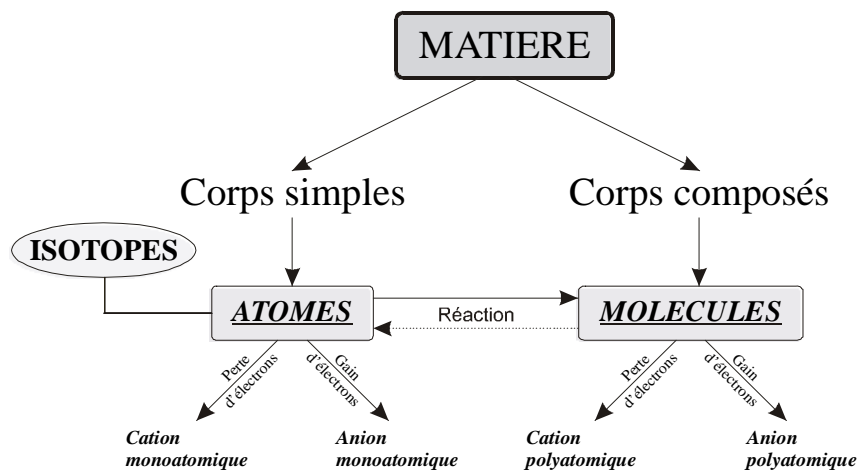 MATIERE
Corps simples
Corps composés
ISOTOPES
ATOMES
Réaction
MOLECULES
Perte
d'électrons
Gain
d'électrons
Perte
d'électrons
Gain
d'électrons
Cation
monoatomique
Anion
monoatomique
Cation
polyatomique
Anion
polyatomique